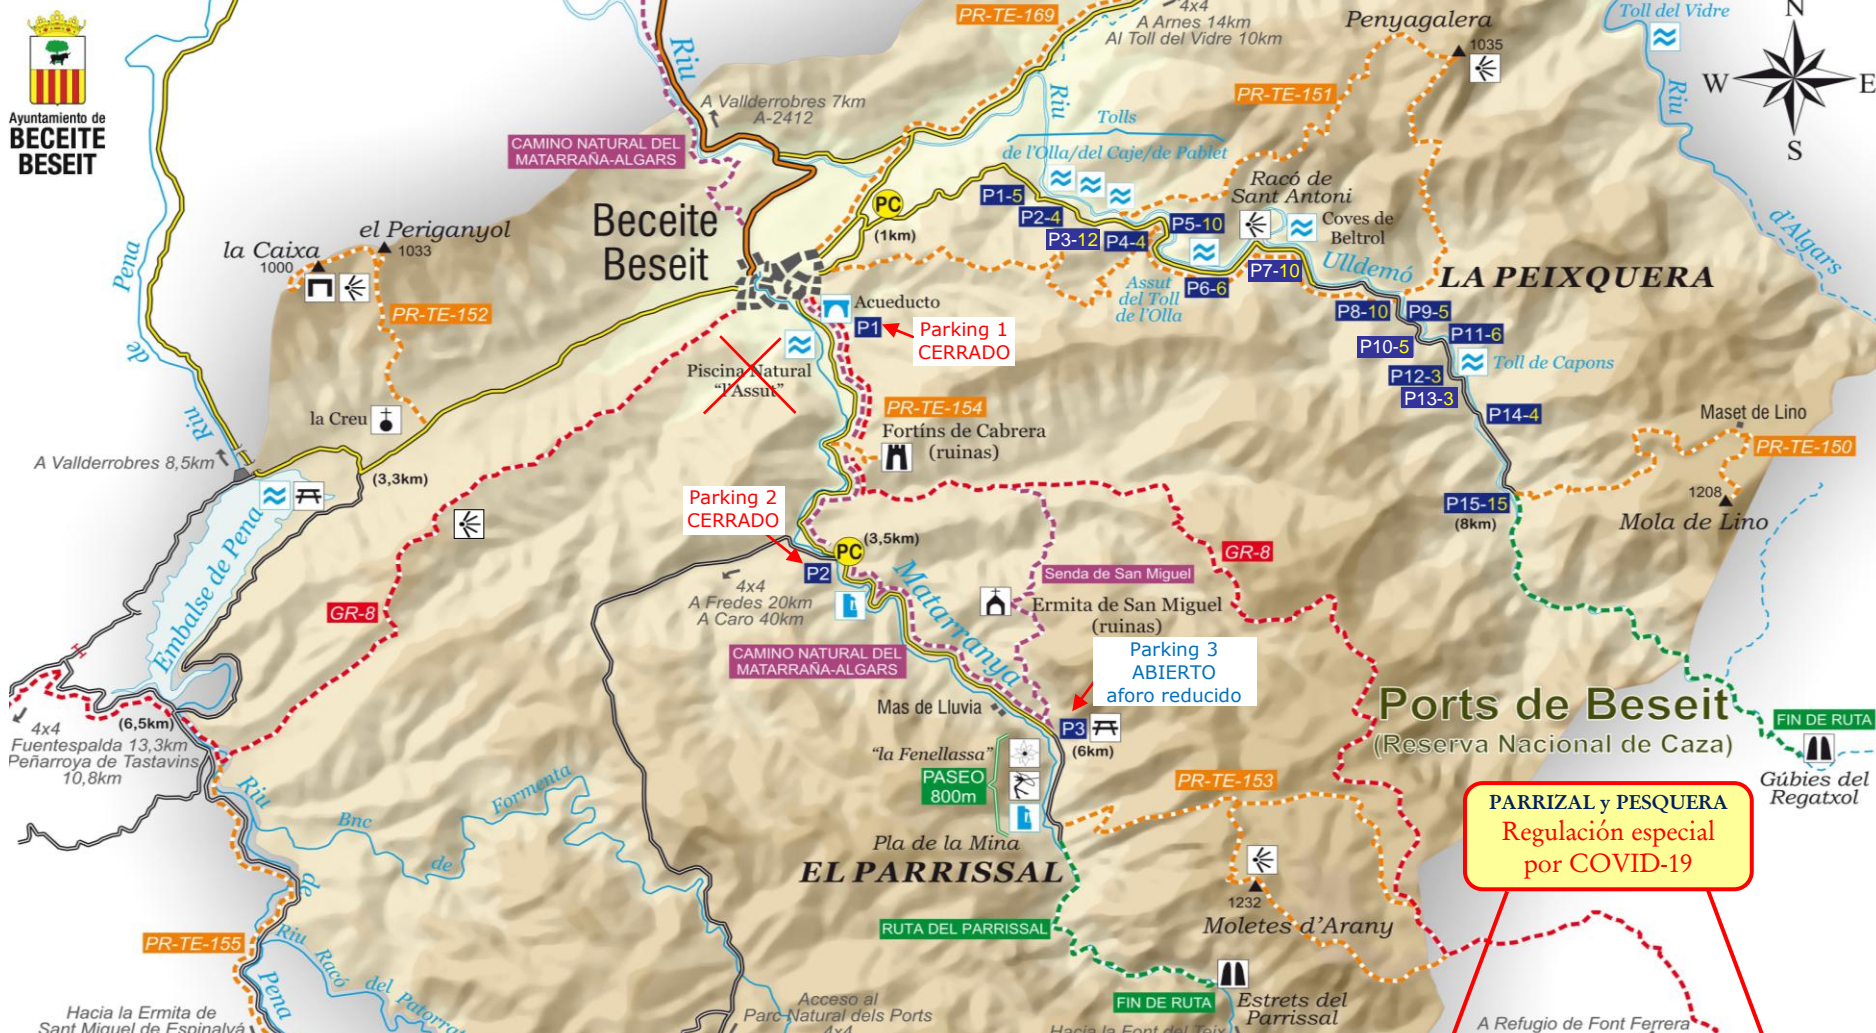 Ayuntamiento de
BECEITE
BESEIT
PR-TE-169
4x4
A Arnes 14km
Al Toll del Vidre 10km
Penyagalera
1035
Toll del Vidre
N
W
E
S
Riu
A Vallderrobres 7km
A-2412
CAMINO NATURAL DEL
MATARRAÑA-ALGARS
Riu
Tolls
de l'Olla/del Caje/de Pablet
PR-TE-151
Riu
d'Algars
Racó de
Sant Antoni
Coves de
Beltrol
Ulldemó
LA PEIXQUERA
Beceite
Beseit
PC
(1km)
P1-5
P2-4
P3-12
P4-4
P5-10
P6-6
P7-10
P8-10
P9-5
P10-5
P11-6
P12-3
P13-3
P14-4
P15-15
(8km)
Assut
del Toll
de l'Olla
Toll de Capons
el Periganyol
1033
la Caixa
1000
PR-TE-152
Pena
de
Riu
Acueducto
P1
Parking 1
CERRADO
Piscina Natural
"l'Assut"
la Creu
A Vallderrobres 8,5km
(3,3km)
PR-TE-154
Fortíns de Cabrera
(ruinas)
Maset de Lino
PR-TE-150
1208
Mola de Lino
Parking 2
CERRADO
PC
(3,5km)
P2
4x4
A Fredes 20km
A Caro 40km
Matarranya
GR-8
Senda de San Miguel
Ermita de San Miguel
(ruinas)
Embalse de Pena
GR-8
CAMINO NATURAL DEL
MATARRAÑA-ALGARS
Parking 3
ABIERTO
aforo reducido
Mas de Lluvia
P3
(6km)
Ports de Beseit
(Reserva Nacional de Caza)
FIN DE RUTA
Gúbies del
Regatxol
(6,5km)
4x4
Fuentespalda 13,3km
Peñarroya de Tastavins
10,8km
"la Fenellassa"
PASEO
800m
PR-TE-153
Pla de la Mina
EL PARRISSAL
Riu
de
Pena
Bnc
de
Formenta
PARRIZAL y PESQUERA
Regulación especial
por COVID-19
1232
Moletes d'Arany
RUTA DEL PARRISSAL
PR-TE-155
Riu
Racó
del Patorrat
FIN DE RUTA
Estrets del
Parrissal
Hacia la Ermita de
Sant Miguel de Espinalvá
Acceso al
Parc Natural dels Ports
4x4
Hacia la Font del Teix
A Refugio de Font Ferrera